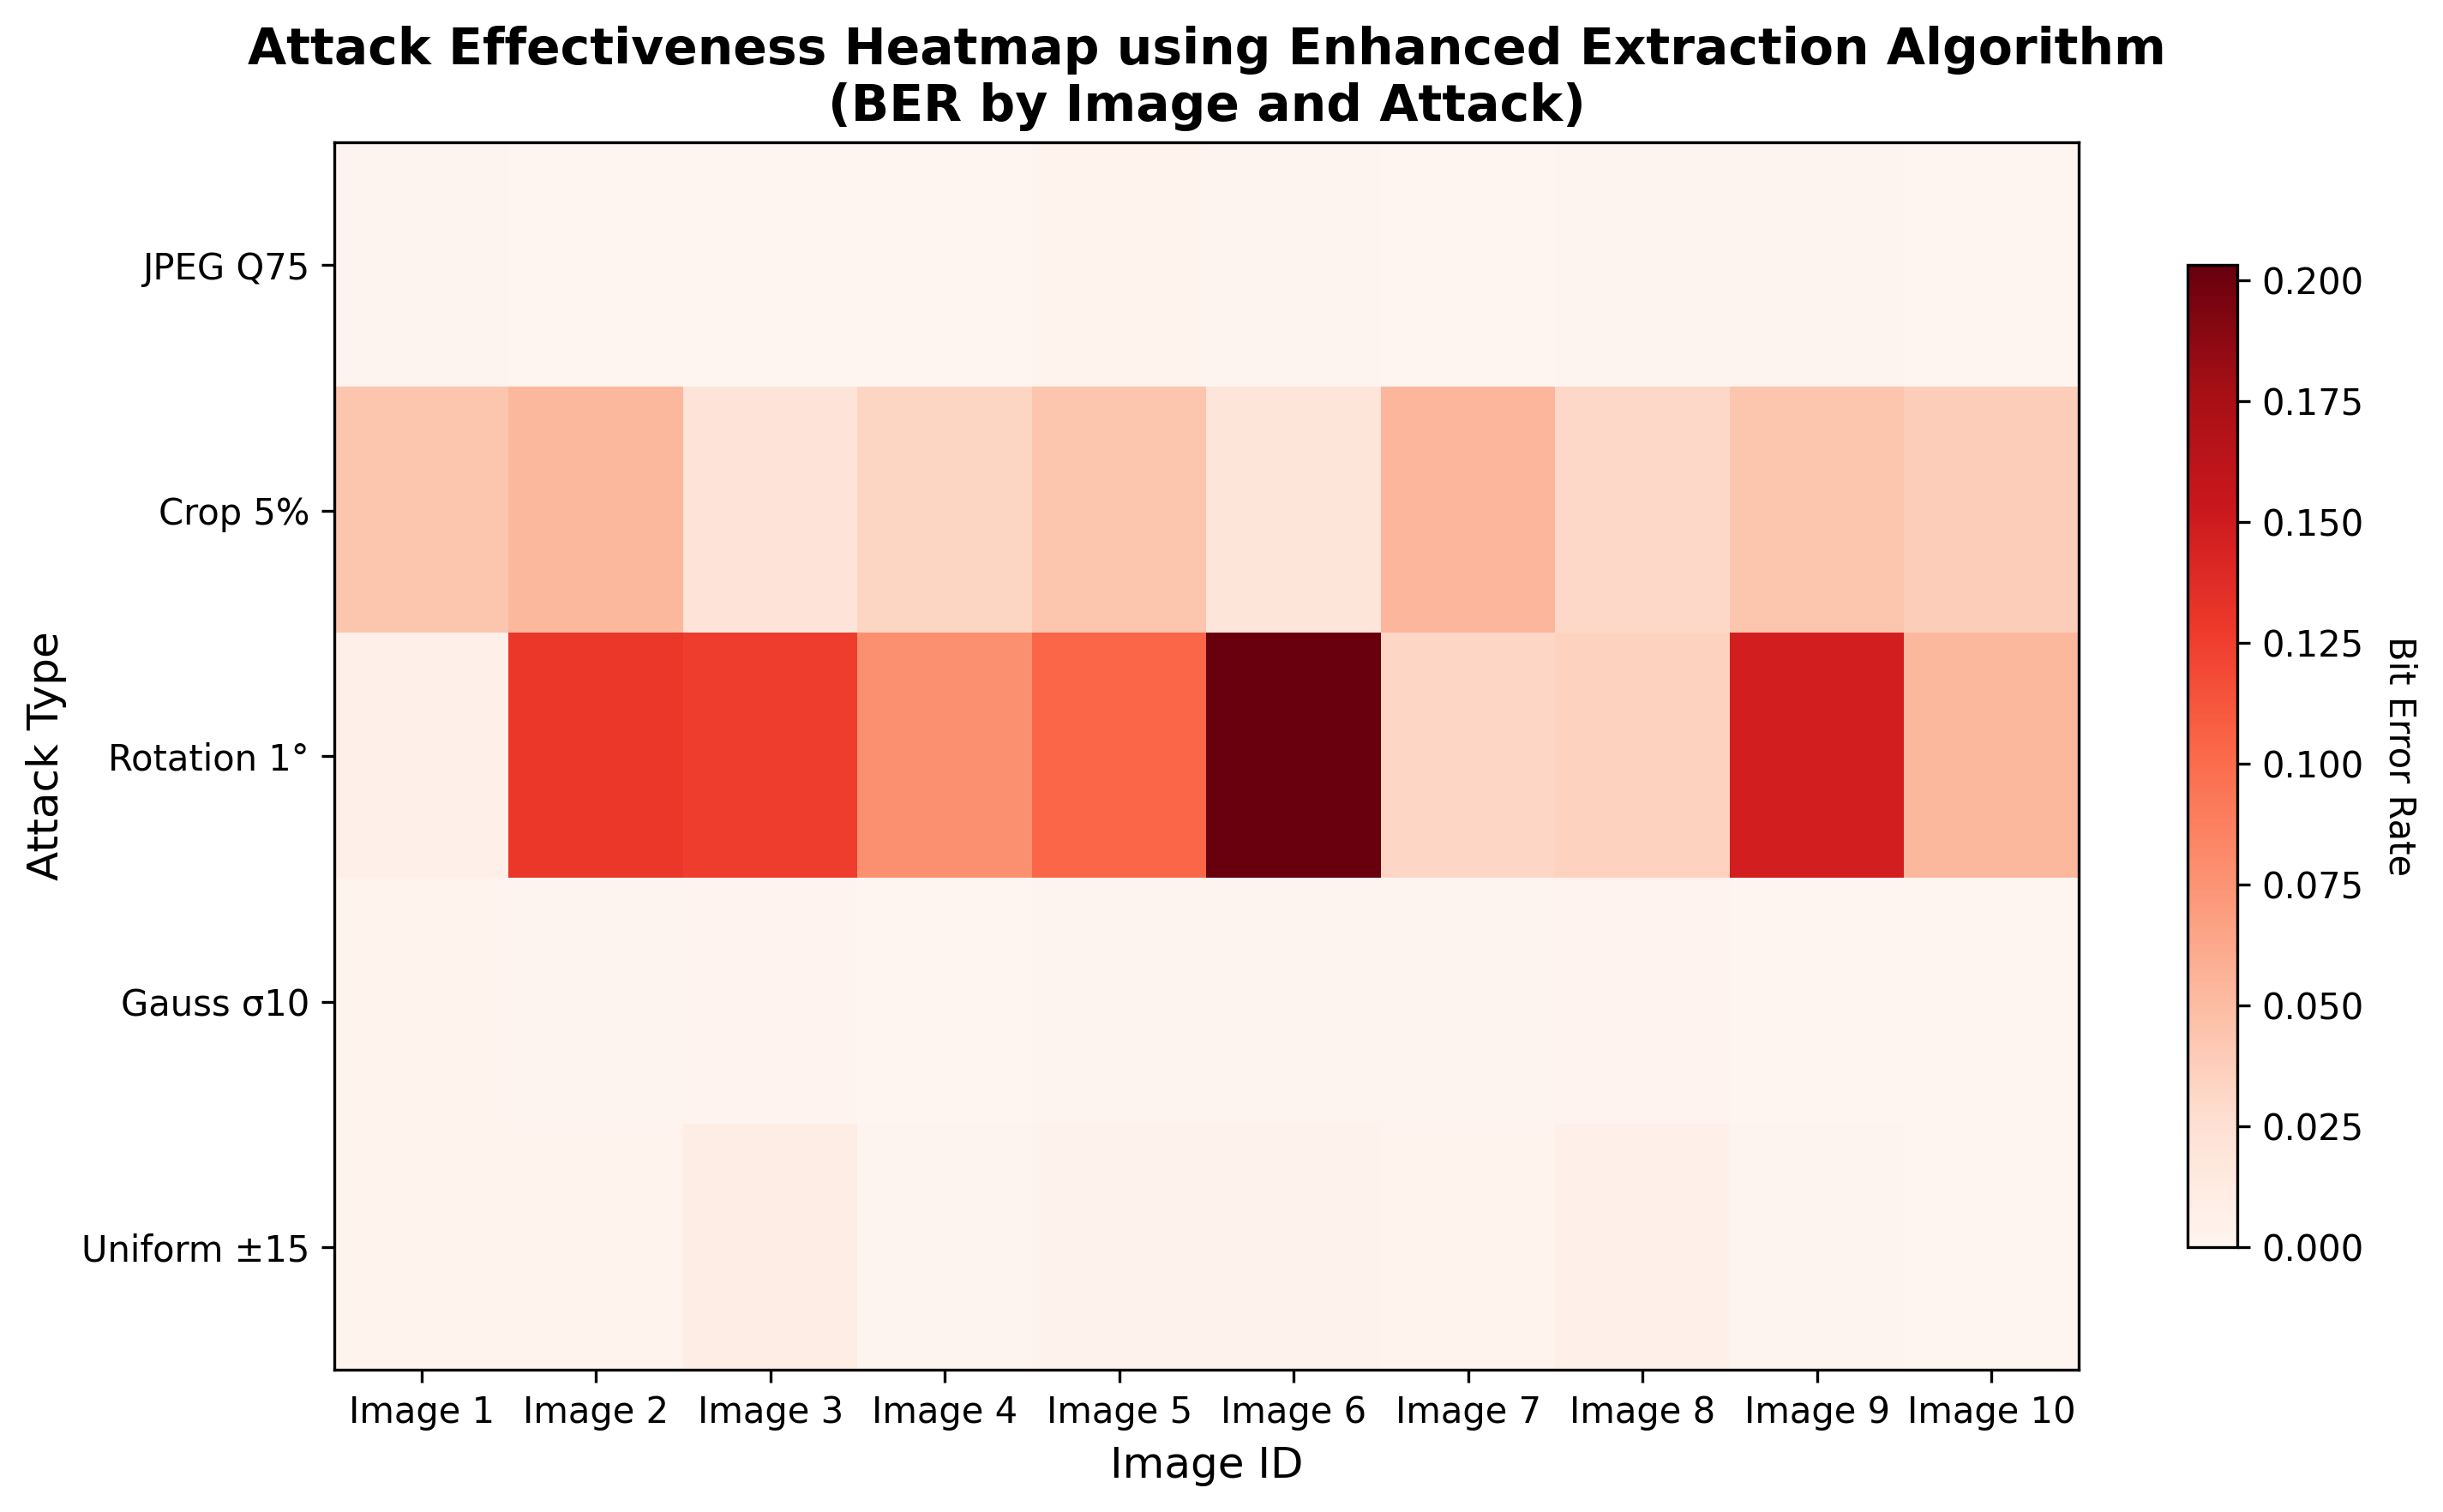 Attack Effectiveness Heatmap using Enhanced Extraction Algorithm
(BER by Image and Attack)
Attack Type
JPEG Q75
Crop 5%
Rotation 1°
Gauss σ10
Uniform ±15
Image 1 Image 2 Image 3 Image 4 Image 5 Image 6 Image 7 Image 8 Image 9 Image 10
Image ID
0.200
0.175
0.150
0.125
0.100
0.075
0.050
0.025
0.000
Bit Error Rate